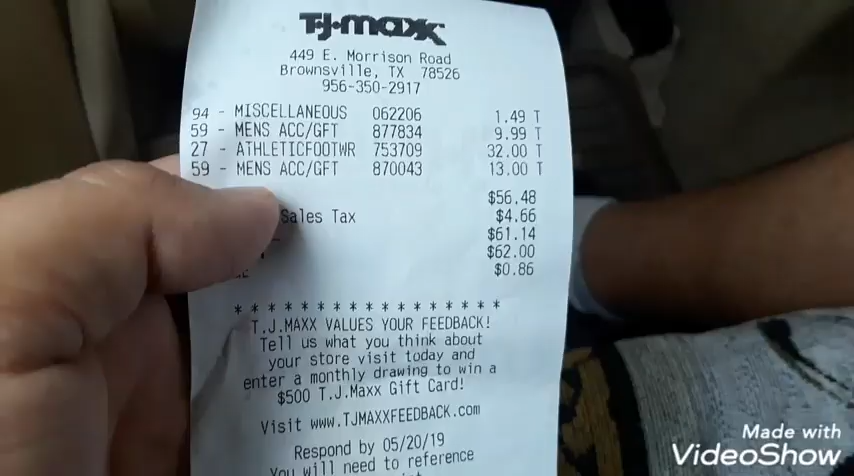 T.J.maxx
449 E. Morrison Road
Brownsville, TX 78526
956-350-2917
94 - MISCELLANEOUS 062206 1.49 T
59 - MENS ACC/GFT 877834 9.99 T
27 - ATHLETICFOOTWR 753709 32.00 T
59 - MENS ACC/GFT 870043 13.00 T
$56.48
Sales Tax $4.66
$61.14
$62.00
$0.86
* * * * * * * * * * * * * * * * *
T.J.MAXX VALUES YOUR FEEDBACK!
Tell us what you think about
your store visit today and
enter a monthly drawing to win a
$500 T.J.Maxx Gift Card!
Visit www.TJMAXXFEEDBACK.com
Respond by 05/20/19
You will need to reference
Made with
VideoShow